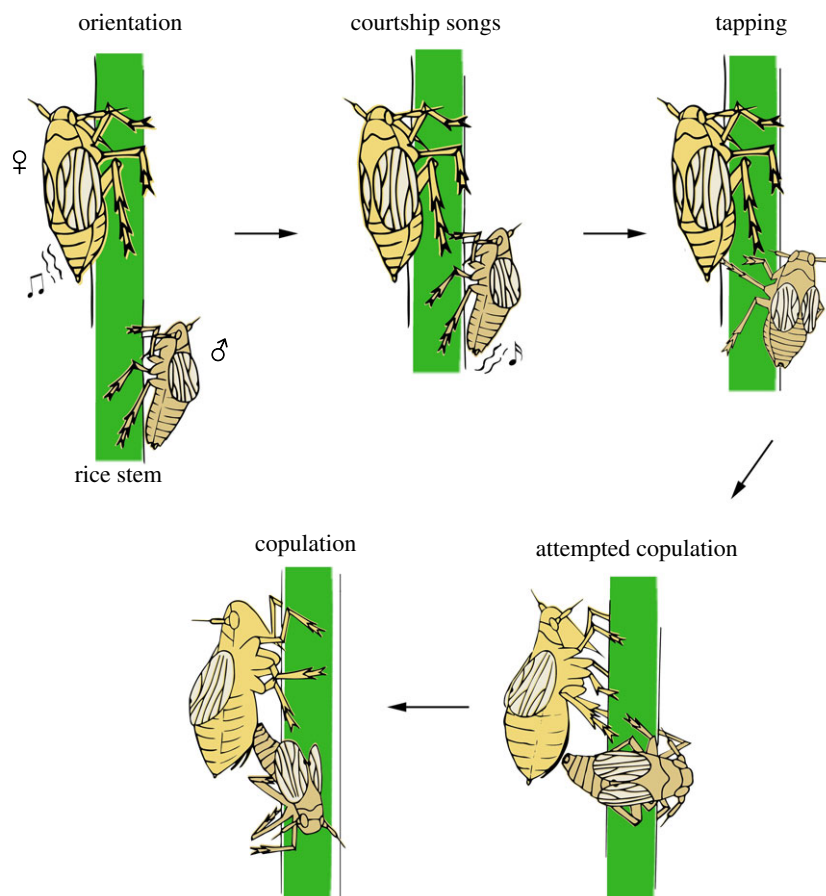 orientation
courtship songs
tapping
♀
♂
rice stem
copulation
attempted copulation